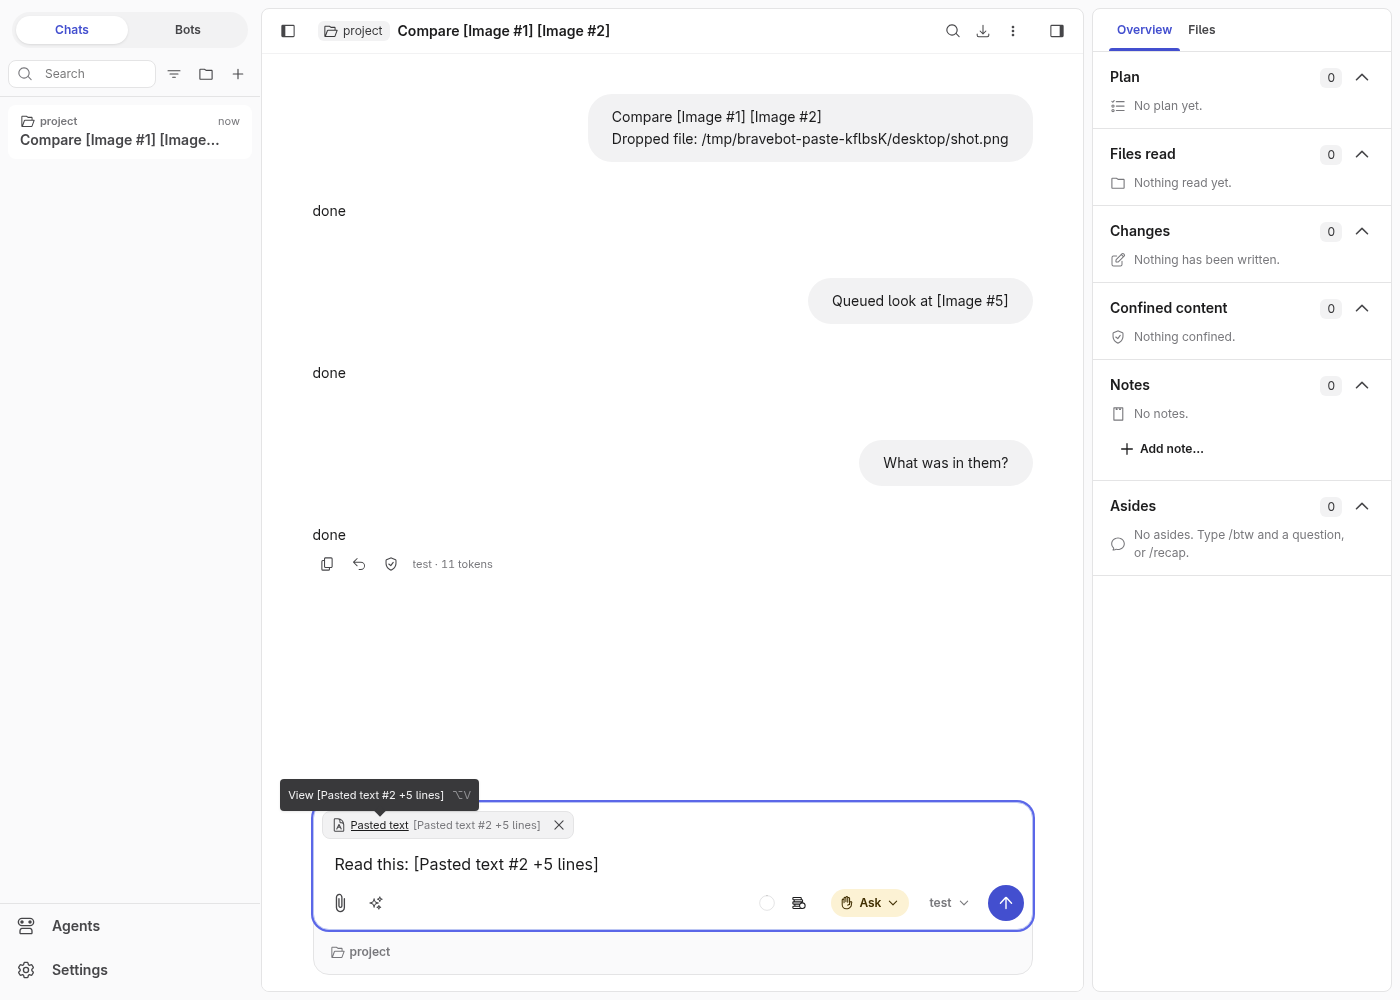 Chats
Bots
Search
project
now
Compare [Image #1] [Image...
Agents
Settings
project
Compare [Image #1] [Image #2]
Compare [Image #1] [Image #2]
Dropped file: /tmp/bravebot-paste-kflbsK/desktop/shot.png
done
Queued look at [Image #5]
done
What was in them?
done
test · 11 tokens
View [Pasted text #2 +5 lines] ⌥V
Pasted text [Pasted text #2 +5 lines]
Read this: [Pasted text #2 +5 lines]
Ask
test
project
Overview
Files
Plan
0
No plan yet.
Files read
0
Nothing read yet.
Changes
0
Nothing has been written.
Confined content
0
Nothing confined.
Notes
0
No notes.
Add note...
Asides
0
No asides. Type /btw and a question,
or /recap.